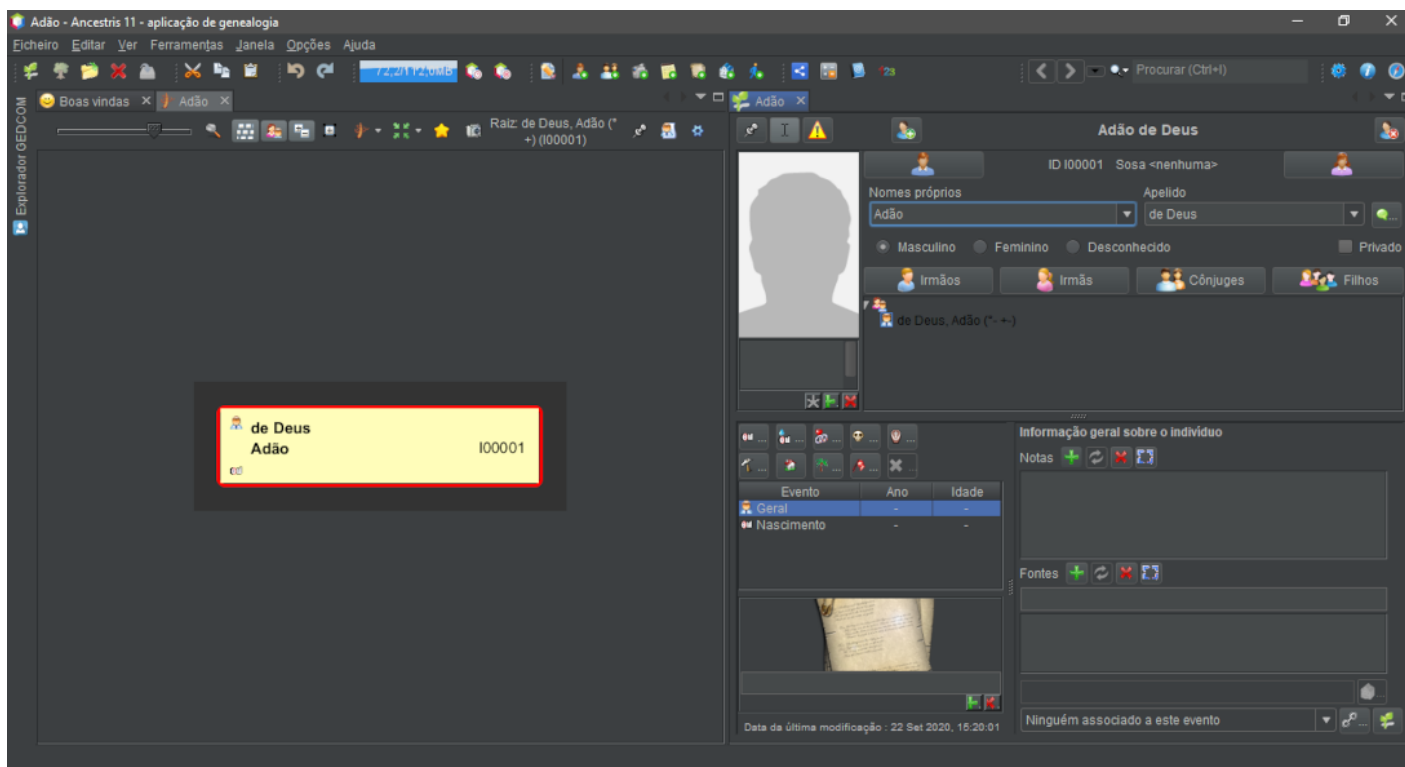 Adão - Ancestris 11 - aplicação de genealogia
Ficheiro Editar Ver Ferramentas Janela Opções Ajuda
Procurar (Ctrl+I)
Explorador GEDCOM
Boas vindas
Adão
Raiz: de Deus, Adão (*
+) (I00001)
de Deus
Adão I00001
Adão
Adão de Deus
ID I00001 Sosa <nenhuma>
Nomes próprios Apelido
Adão de Deus
Masculino Feminino Desconhecido Privado
Irmãos Irmãs Cônjuges Filhos
de Deus, Adão (*- +-)
Evento Ano Idade
Geral - -
Nascimento - -
Data da última modificação : 22 Set 2020, 15:20:01
Informação geral sobre o indivíduo
Notas
Fontes
Ninguém associado a este evento